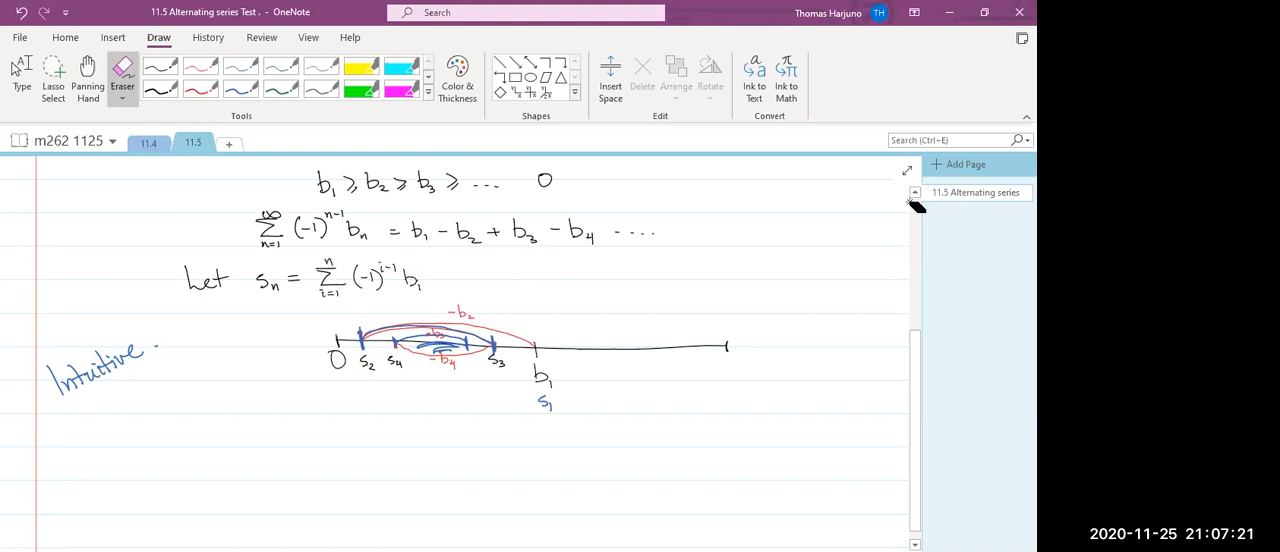 11.5 Alternating series Test . - OneNote
Search
Thomas Harjuno TH
File Home Insert Draw History Review View Help
Type
Lasso Select
Panning Hand
Eraser
Color & Thickness
Insert Space
Delete
Arrange
Rotate
Ink to Text
Ink to Math
Tools Shapes Edit Convert
m262 1125 11.4 11.5
Search (Ctrl+E)
Add Page
11.5 Alternating series
b₁ ≥ b₂ ≥ b₃ ≥ ... 0
∑_{n=1}^{∞} (-1)^{n-1} bₙ = b₁ - b₂ + b₃ - b₄ ....
Let sₙ = ∑_{i=1}^{n} (-1)^{i-1} b₁
-b₂
-b₃
0 s₂ s₄ -b₄ s₃
b₁
s₁
Intuitive .
2020-11-25 21:07:21